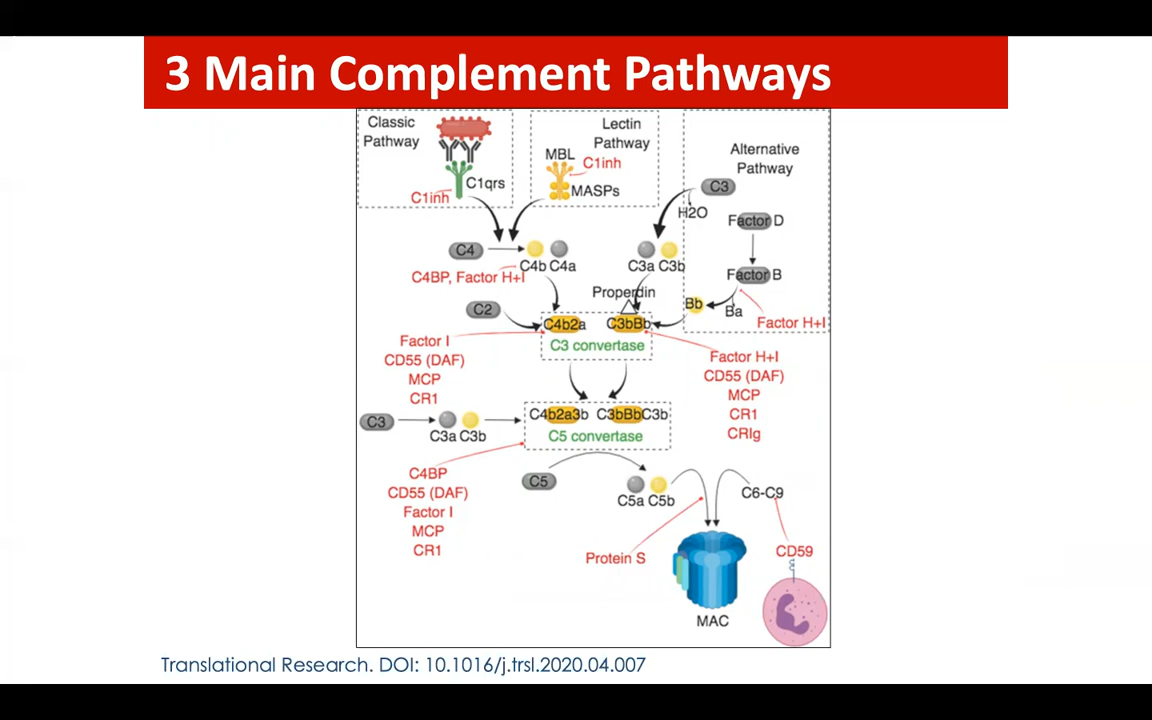 3 Main Complement Pathways
Classic
Pathway
C1qrs
C1inh
Lectin
Pathway
MBL
C1inh
MASPs
Alternative
Pathway
C3
H2O
Factor D
Factor B
Bb
Ba
Factor H+I
C4
C4b C4a
C3a C3b
C4BP, Factor H+I
Properdin
C2
C4b2a
C3bBb
C3 convertase
Factor I
CD55 (DAF)
MCP
CR1
Factor H+I
CD55 (DAF)
MCP
CR1
CRIg
C3
C3a C3b
C4b2a3b
C3bBbC3b
C5 convertase
C4BP
CD55 (DAF)
Factor I
MCP
CR1
C5
C5a C5b
C6-C9
Protein S
CD59
MAC
Translational Research. DOI: 10.1016/j.trsl.2020.04.007